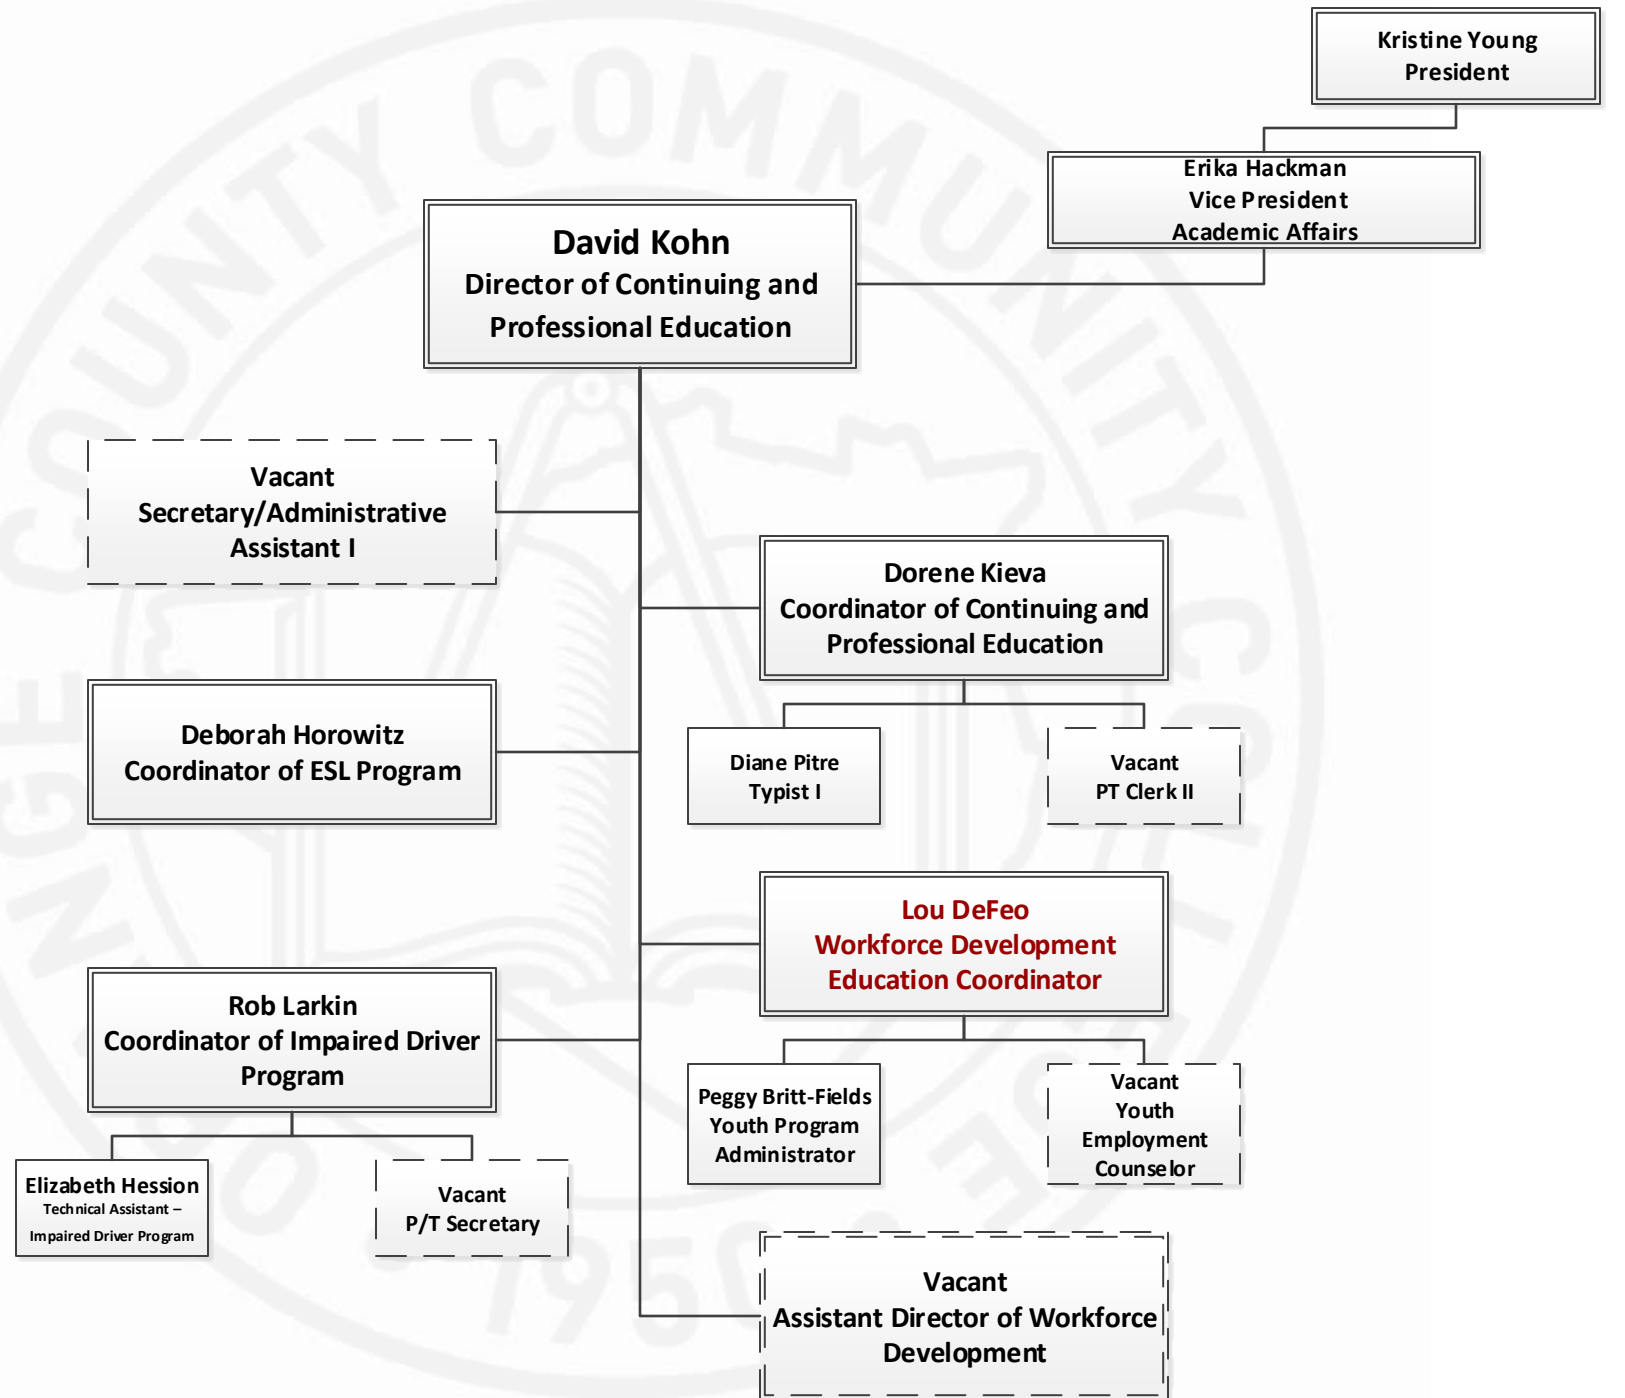 Kristine Young
President
Erika Hackman
Vice President
Academic Affairs
David Kohn
Director of Continuing and
Professional Education
Vacant
Secretary/Administrative
Assistant I
Dorene Kieva
Coordinator of Continuing and
Professional Education
Deborah Horowitz
Coordinator of ESL Program
Diane Pitre
Typist I
Vacant
PT Clerk II
Lou DeFeo
Workforce Development
Education Coordinator
Rob Larkin
Coordinator of Impaired Driver
Program
Peggy Britt-Fields
Youth Program
Administrator
Vacant
Youth
Employment
Counselor
Elizabeth Hession
Technical Assistant –
Impaired Driver Program
Vacant
P/T Secretary
Vacant
Assistant Director of Workforce
Development
COUNTY COMMUNITY
1950